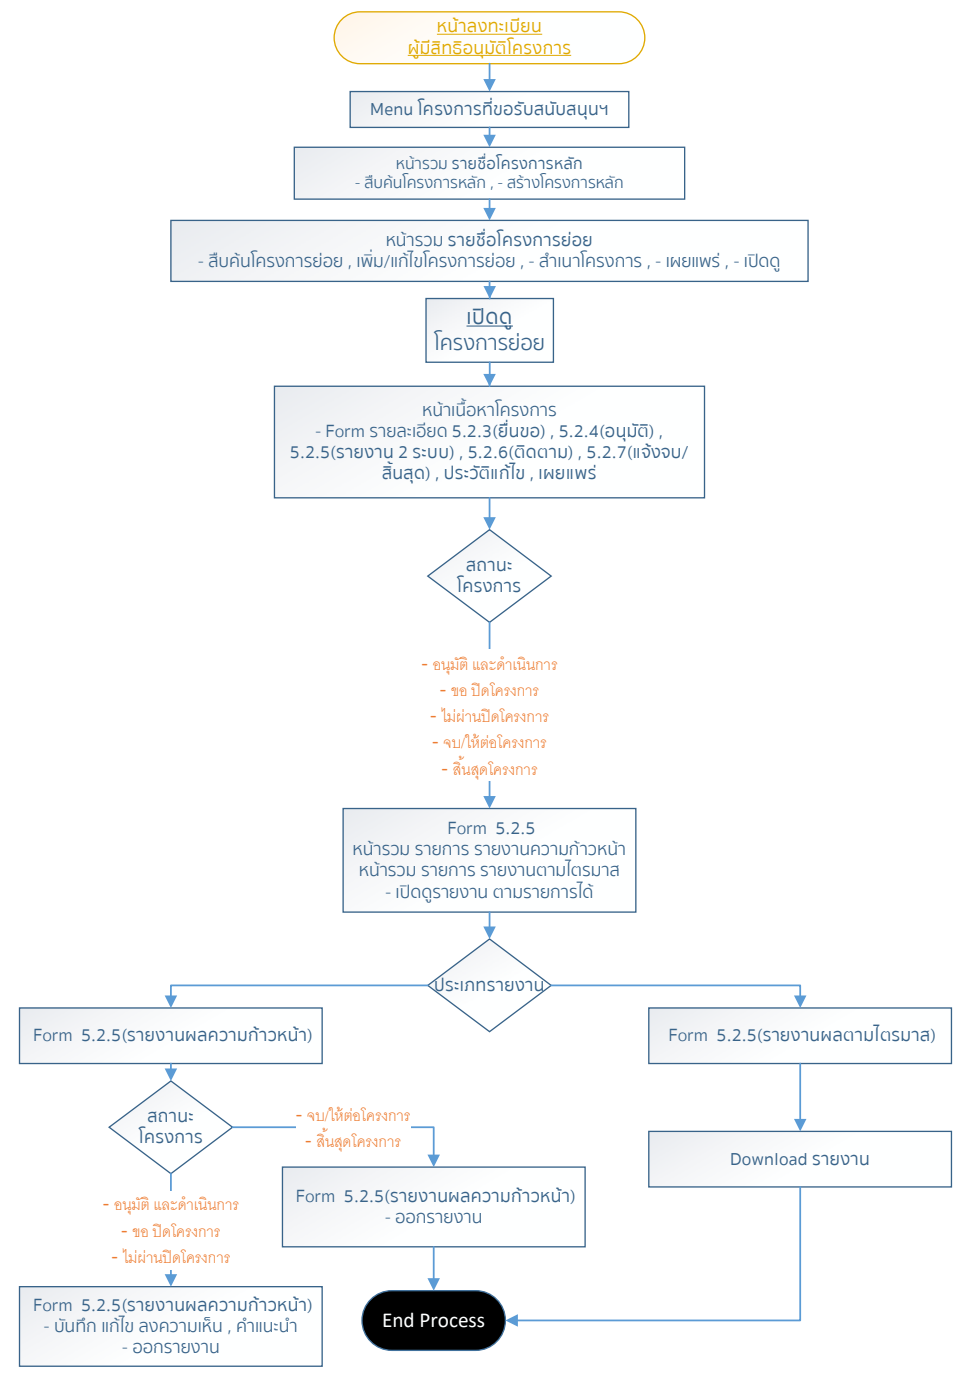 หน้าลงทะเบียน
ผู้มีสิทธิอนุมัติโครงการ
Menu โครงการที่ขอรับสนับสนุนฯ
หน้ารวม รายชื่อโครงการหลัก
- สืบค้นโครงการหลัก , - สร้างโครงการหลัก
หน้ารวม รายชื่อโครงการย่อย
- สืบค้นโครงการย่อย , เพิ่ม/แก้ไขโครงการย่อย , - สำเนาโครงการ , - เผยแพร่ , - เปิดดู
เปิดดู
โครงการย่อย
หน้าเนื้อหาโครงการ
- Form รายละเอียด 5.2.3(ยื่นขอ) , 5.2.4(อนุมัติ) ,
5.2.5(รายงาน 2 ระบบ) , 5.2.6(ติดตาม) , 5.2.7(แจ้งจบ/
สิ้นสุด) , ประวัติแก้ไข , เผยแพร่
สถานะ
โครงการ
- อนุมัติ และดำเนินการ
- ขอ ปิดโครงการ
- ไม่ผ่านปิดโครงการ
- จบ/ให้ต่อโครงการ
- สิ้นสุดโครงการ
Form 5.2.5
หน้ารวม รายการ รายงานความก้าวหน้า
หน้ารวม รายการ รายงานตามไตรมาส
- เปิดดูรายงาน ตามรายการได้
ประเภทรายงาน
Form 5.2.5(รายงานผลความก้าวหน้า)
Form 5.2.5(รายงานผลตามไตรมาส)
สถานะ
โครงการ
- จบ/ให้ต่อโครงการ
- สิ้นสุดโครงการ
Download รายงาน
Form 5.2.5(รายงานผลความก้าวหน้า)
- ออกรายงาน
- อนุมัติ และดำเนินการ
- ขอ ปิดโครงการ
- ไม่ผ่านปิดโครงการ
Form 5.2.5(รายงานผลความก้าวหน้า)
- บันทึก แก้ไข ลงความเห็น , คำแนะนำ
- ออกรายงาน
End Process